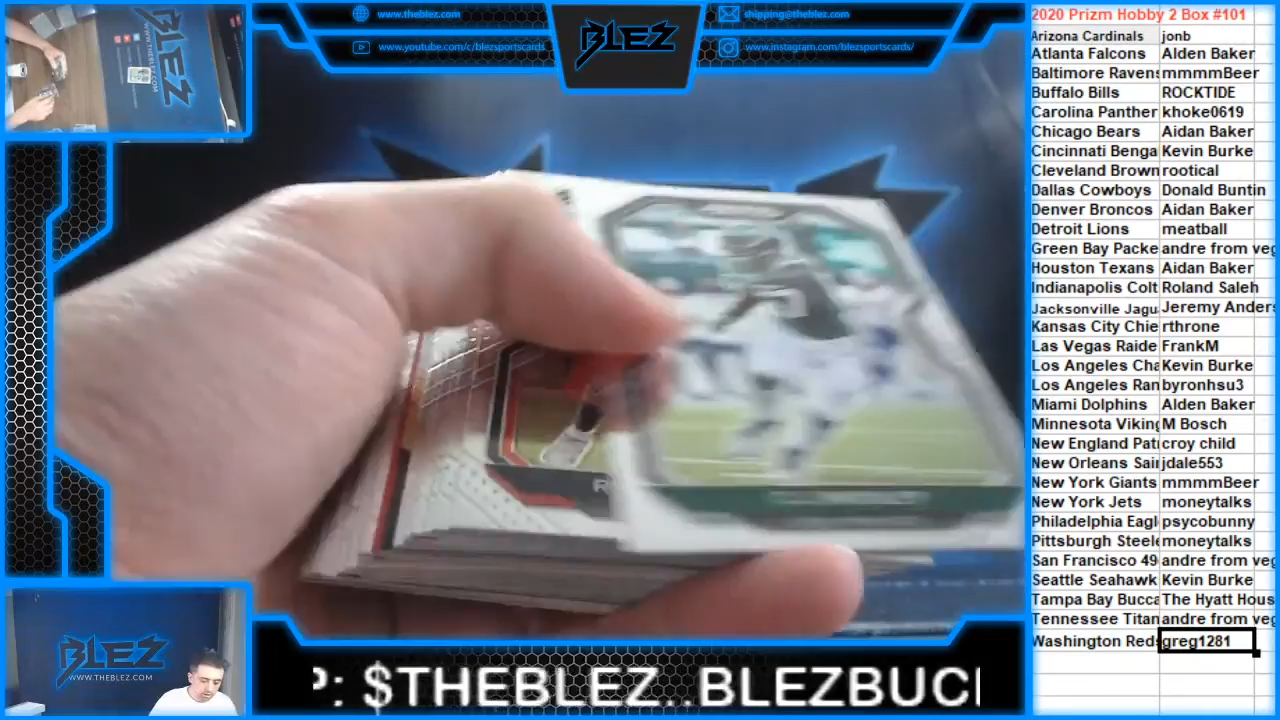 www.theblez.com
www.youtube.com/c/blezsportscards
BLEZ
shipping@theblez.com
www.instagram.com/blezsportscards/
2020 Prizm Hobby 2 Box #101
Arizona Cardinals jonb
Atlanta Falcons Alden Baker
Baltimore Ravens mmmmBeer
Buffalo Bills ROCKTIDE
Carolina Panther khoke0619
Chicago Bears Aidan Baker
Cincinnati Benga Kevin Burke
Cleveland Brown rootical
Dallas Cowboys Donald Buntin
Denver Broncos Aidan Baker
Detroit Lions meatball
Green Bay Packe andre from veg
Houston Texans Aidan Baker
Indianapolis Colt Roland Saleh
Jacksonville Jagu Jeremy Anders
Kansas City Chie rthrone
Las Vegas Raide FrankM
Los Angeles Cha Kevin Burke
Los Angeles Ran byronhsu3
Miami Dolphins Alden Baker
Minnesota Viking M Bosch
New England Pat croy child
New Orleans Sai jdale553
New York Giants mmmmBeer
New York Jets moneytalks
Philadelphia Eagl psycobunny
Pittsburgh Steele moneytalks
San Francisco 49 andre from veg
Seattle Seahawk Kevin Burke
Tampa Bay Bucca The Hyatt Hous
Tennessee Titan andre from veg
Washington Reds greg1281
BLEZ
WWW.THEBLEZ.COM
P: $THEBLEZ..BLEZBUCI